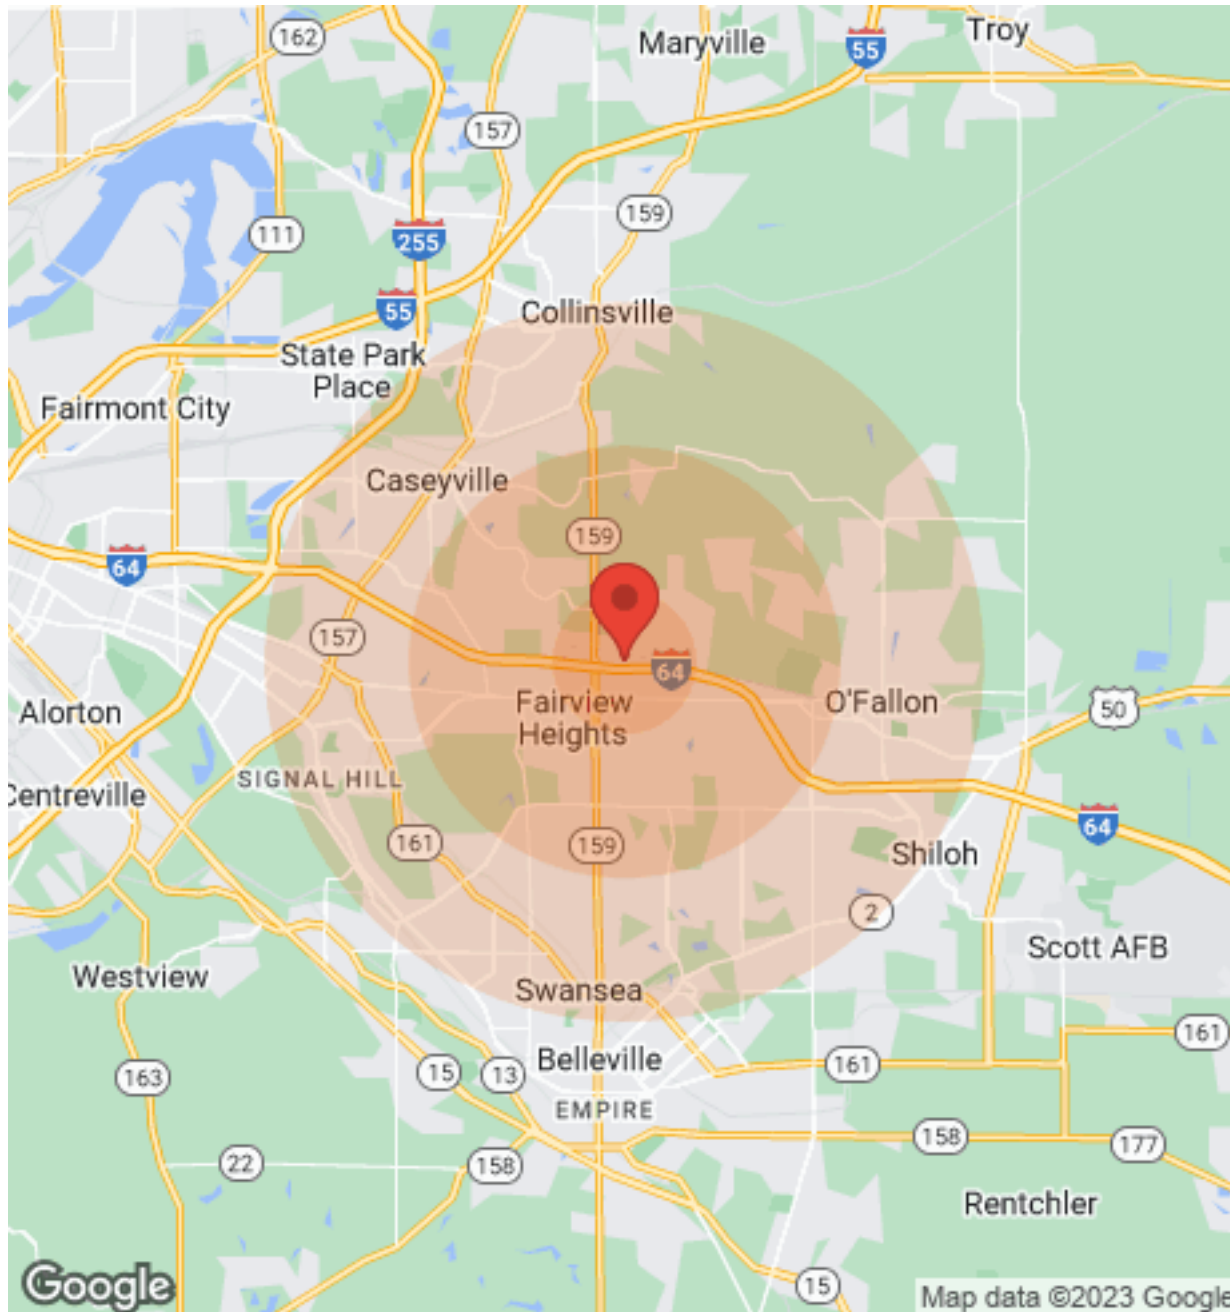 162
Maryville
Troy
55
157
159
111
255
55
Collinsville
State Park
Place
Fairmont City
Caseyville
159
64
157
64
Fairview
Heights
O'Fallon
50
Alorton
SIGNAL HILL
Centreville
64
161
159
Shiloh
2
Scott AFB
Westview
Swansea
161
Belleville
163
15
13
161
EMPIRE
158
177
22
158
Rentchler
15
Google
Map data ©2023 Google